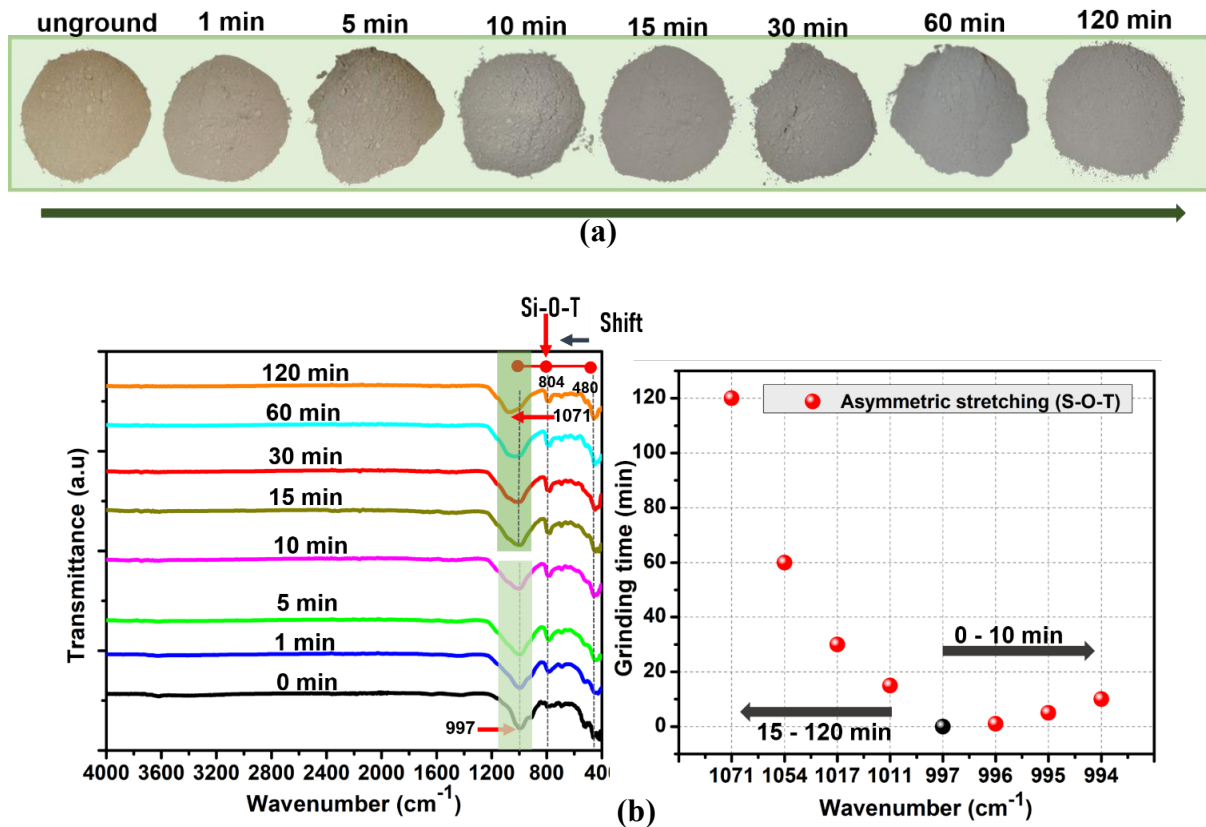 unground 1 min 5 min 10 min 15 min 30 min 60 min 120 min
(a)
Si-O-T
Shift
120 min
804
480
1071
60 min
30 min
15 min
10 min
5 min
1 min
0 min
997
Transmittance (a.u)
4000 3600 3200 2800 2400 2000 1600 1200 800 400
Wavenumber (cm⁻¹)
Asymmetric stretching (S-O-T)
0 - 10 min
15 - 120 min
Grinding time (min)
120
100
80
60
40
20
0
1071 1054 1017 1011 997 996 995 994
Wavenumber (cm⁻¹)
(b)